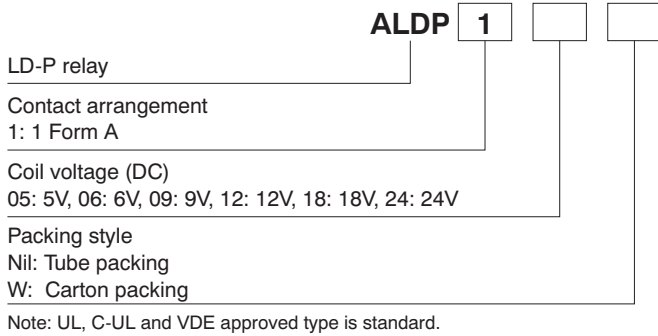 ALDP 1
LD-P relay
Contact arrangement
1: 1 Form A
Coil voltage (DC)
05: 5V, 06: 6V, 09: 9V, 12: 12V, 18: 18V, 24: 24V
Packing style
Nil: Tube packing
W: Carton packing
Note: UL, C-UL and VDE approved type is standard.